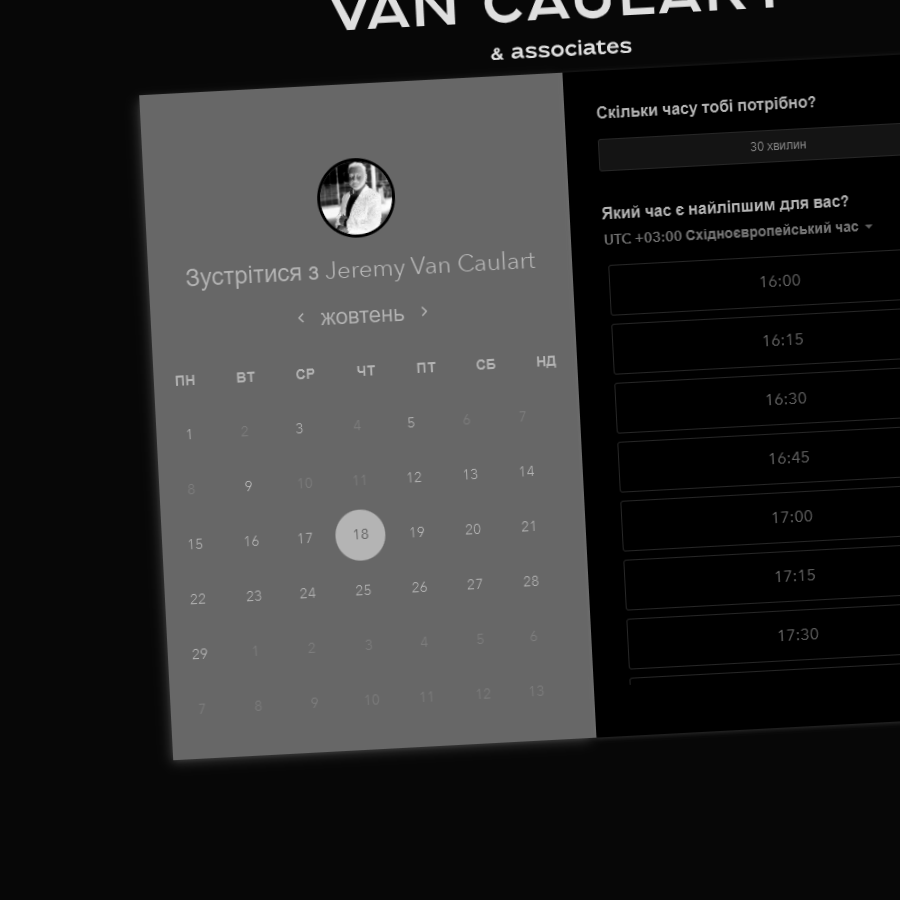 VAN CAULART
& associates
Зустрітися з Jeremy Van Caulart
‹ жовтень ›
ПН ВТ СР ЧТ ПТ СБ НД
1 2 3 4 5 6 7
8 9 10 11 12 13 14
15 16 17 18 19 20 21
22 23 24 25 26 27 28
29 1 2 3 4 5 6
7 8 9 10 11 12 13
Скільки часу тобі потрібно?
30 хвилин
Який час є найліпшим для вас?
UTC +03:00 Східноєвропейський час
16:00
16:15
16:30
16:45
17:00
17:15
17:30